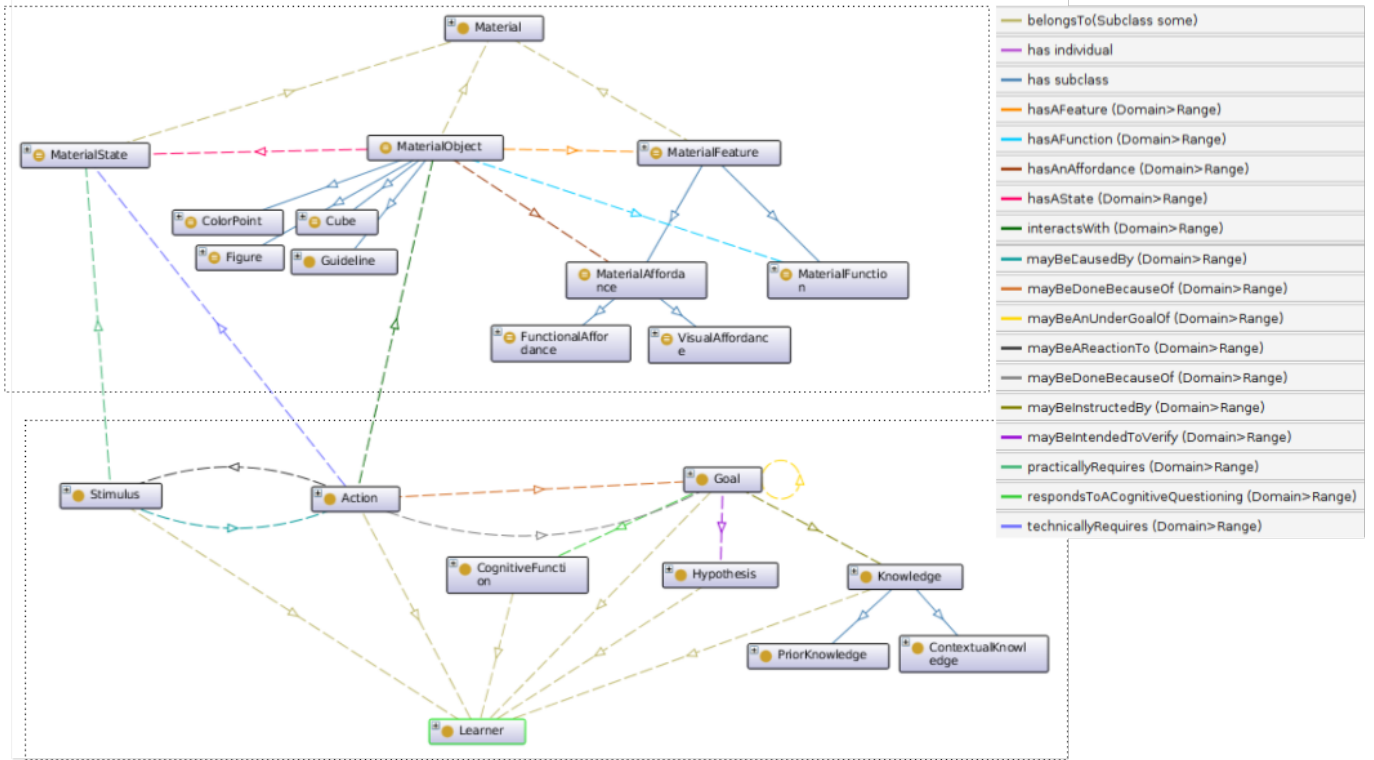 Material
MaterialState
MaterialObject
MaterialFeature
ColorPoint
Cube
Figure
Guideline
MaterialAfforda
nce
MaterialFunctio
n
FunctionalAffor
dance
VisualAffordanc
e
Stimulus
Action
Goal
CognitiveFuncti
on
Hypothesis
Knowledge
PriorKnowledge
ContextualKnowl
edge
Learner
belongsTo(Subclass some)
has individual
has subclass
hasAFeature (Domain>Range)
hasAFunction (Domain>Range)
hasAnAffordance (Domain>Range)
hasAState (Domain>Range)
interactsWith (Domain>Range)
mayBeCausedBy (Domain>Range)
mayBeDoneBecauseOf (Domain>Range)
mayBeAnUnderGoalOf (Domain>Range)
mayBeAReactionTo (Domain>Range)
mayBeDoneBecauseOf (Domain>Range)
mayBeInstructedBy (Domain>Range)
mayBeIntendedToVerify (Domain>Range)
practicallyRequires (Domain>Range)
respondsToACognitiveQuestioning (Domain>Range)
technicallyRequires (Domain>Range)